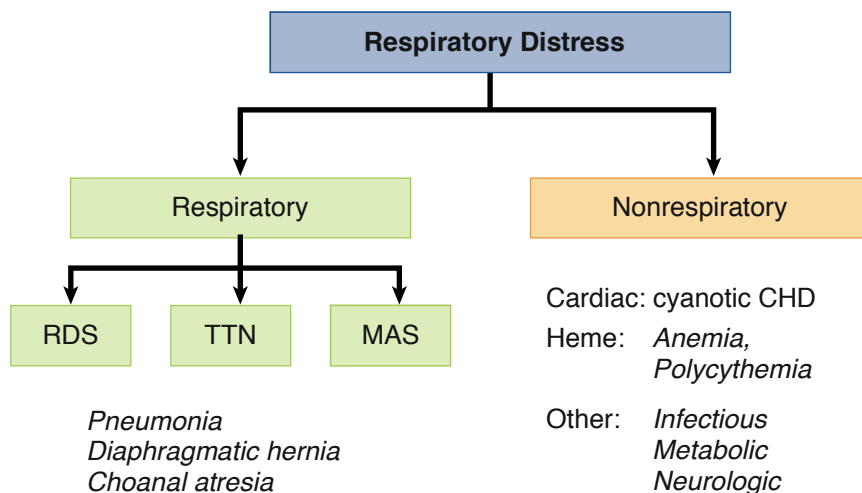 Respiratory Distress
Respiratory
Nonrespiratory
RDS
TTN
MAS
Pneumonia
Diaphragmatic hernia
Choanal atresia
Cardiac: cyanotic CHD
Heme: Anemia,
Polycythemia
Other: Infectious
Metabolic
Neurologic